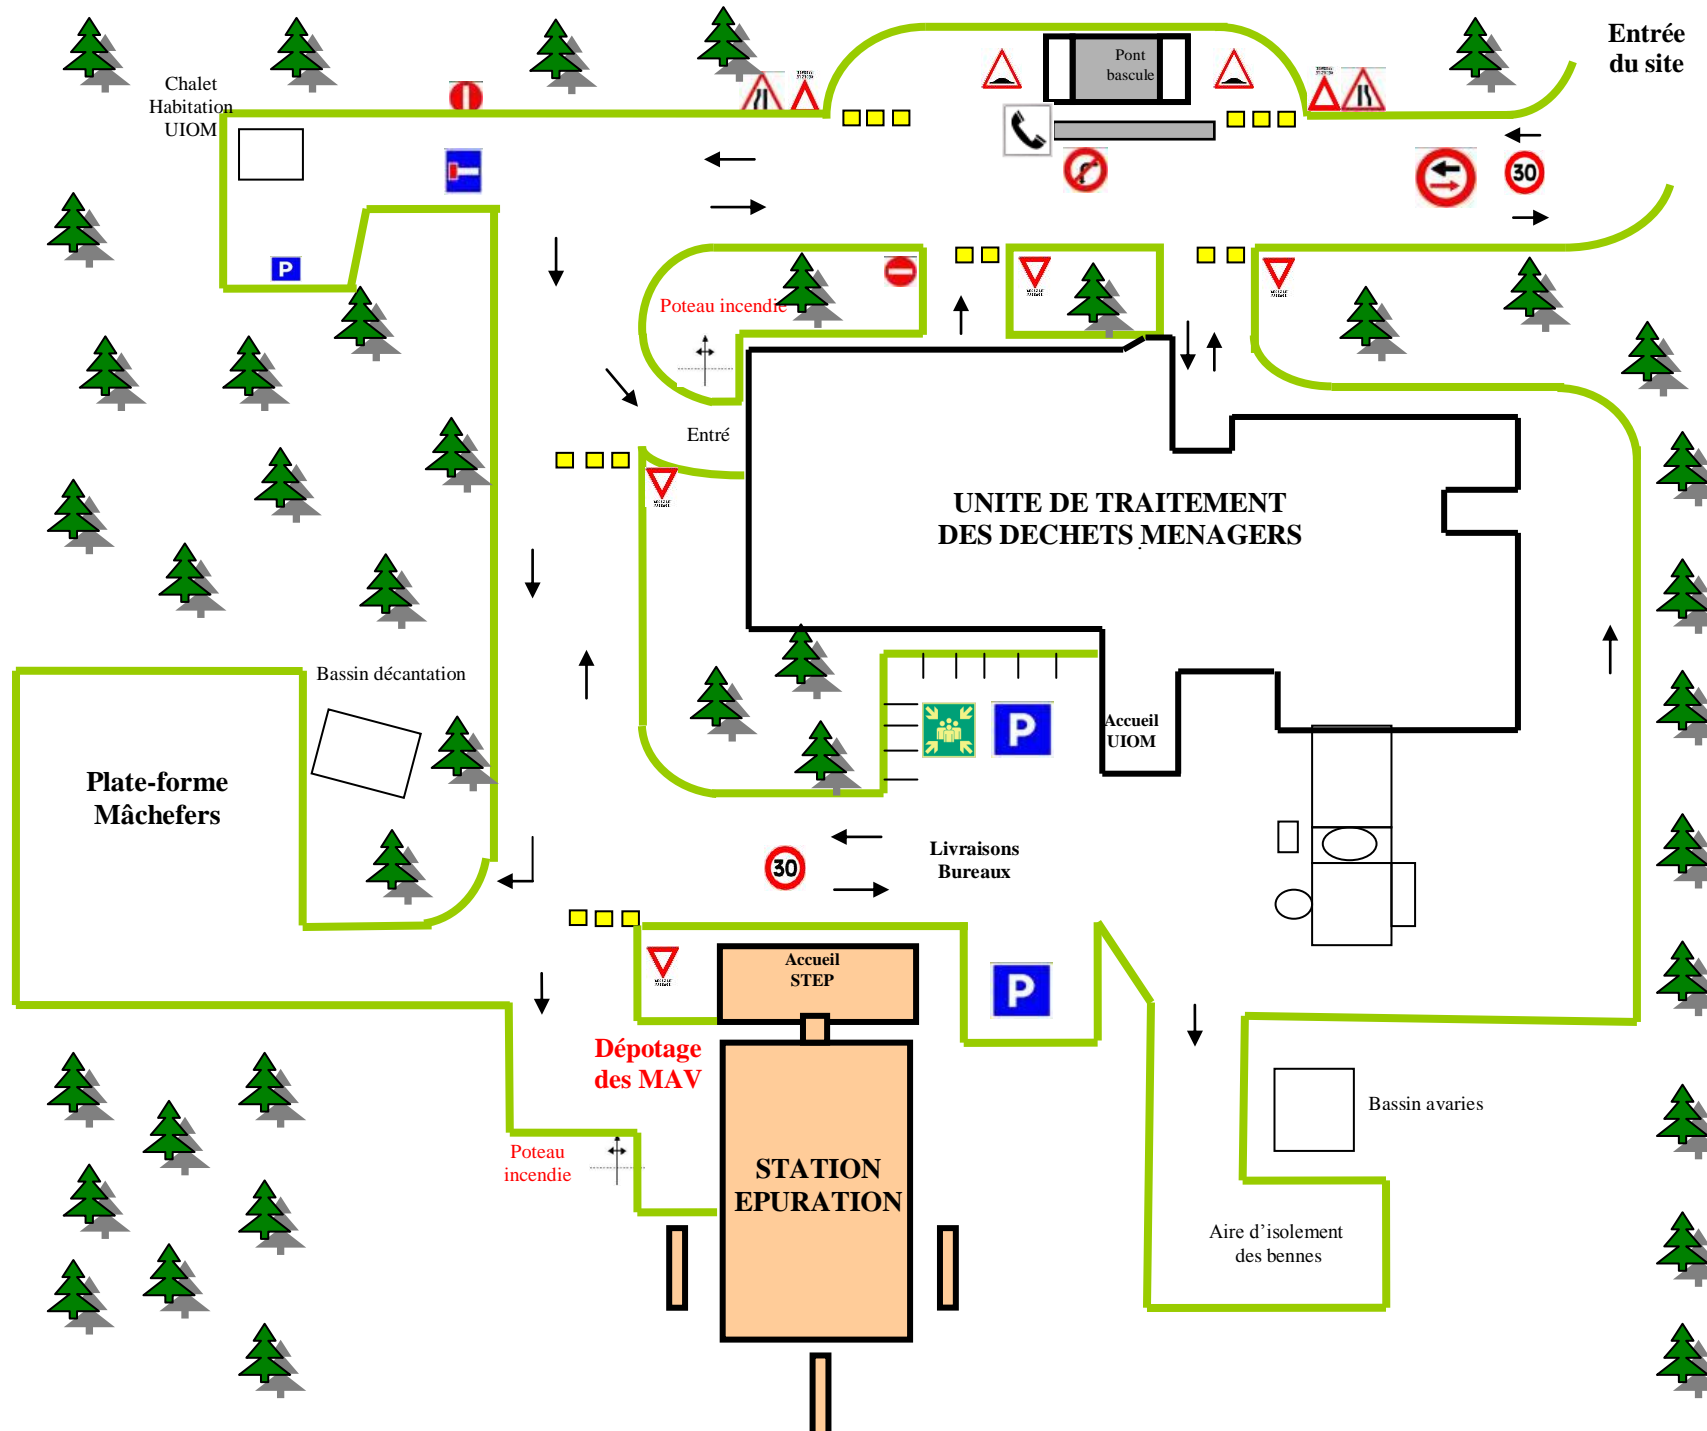 Entrée
du site
Pont
bascule
Chalet
Habitation
UIOM
30
P
Poteau incendie
Entré
UNITE DE TRAITEMENT
DES DECHETS MENAGERS
Bassin décantation
P
Accueil
UIOM
Plate-forme
Mâchefers
30
Livraisons
Bureaux
Accueil
STEP
P
Dépotage
des MAV
Bassin avaries
Poteau
incendie
STATION
EPURATION
Aire d’isolement
des bennes